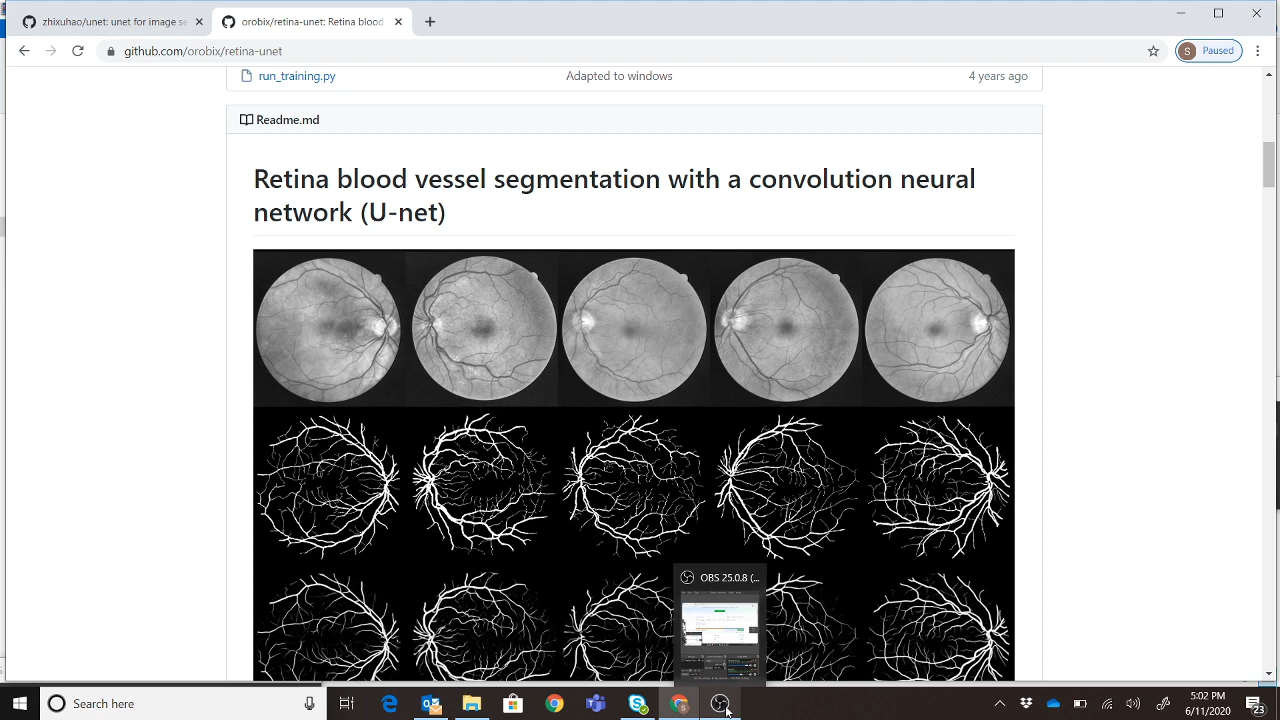 zhixuhao/unet: unet for image se
orobix/retina-unet: Retina blood
github.com/orobix/retina-unet
S
Paused
run_training.py
Adapted to windows
4 years ago
Readme.md
Retina blood vessel segmentation with a convolution neural
network (U-net)
OBS 25.0.8 (...
Search here
5:02 PM
6/11/2020
23